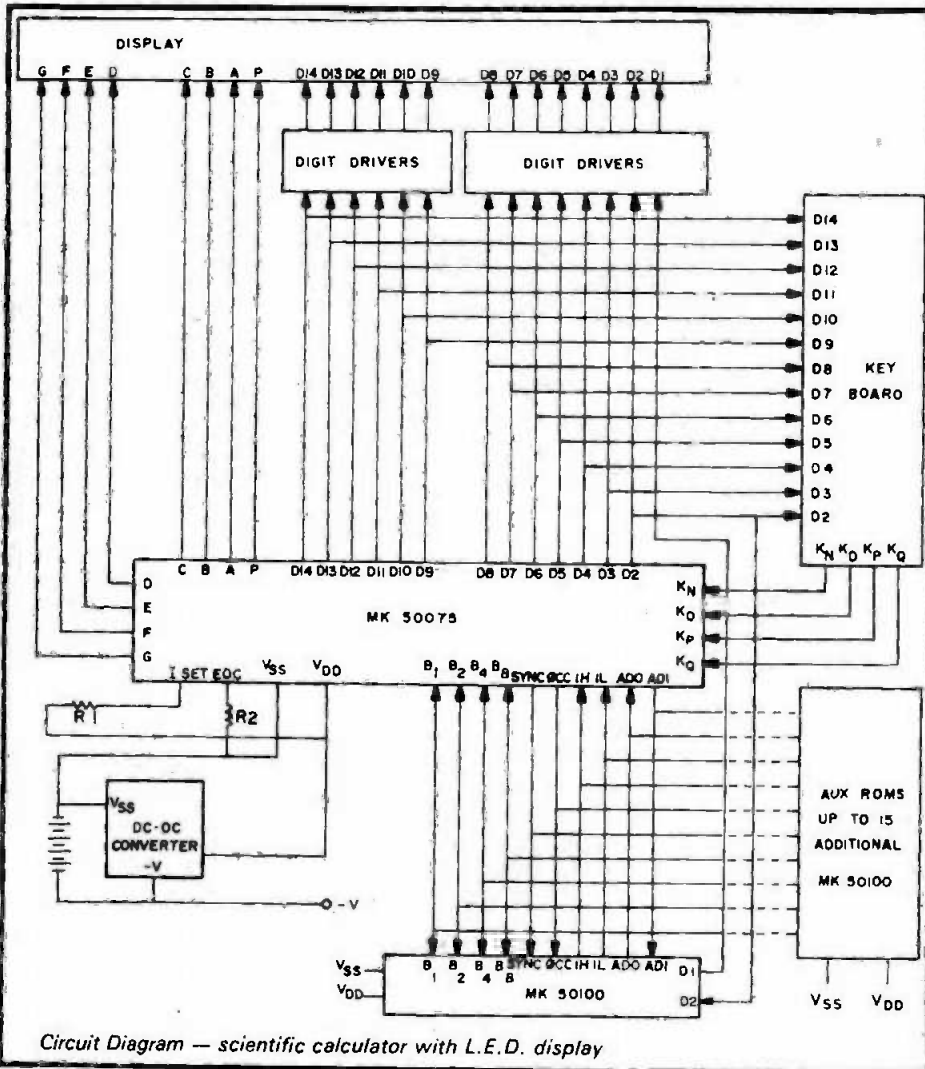 DISPLAY
G F E D C B A P D14 D13 D12 D11 D10 D9 D8 D7 D6 D5 D4 D3 D2 D1
DIGIT DRIVERS
DIGIT DRIVERS
D14
D13
D12
D11
D10
D9
D8
KEY
D7
BOARD
D6
D5
D4
D3
D2
KN KO KP KQ
C B A P D14 D13 D12 D11 D10 D9 D8 D7 D6 D5 D4 D3 D2
D
E
F
G
MK 50075
KN
KO
KP
KQ
I SET EOC VSS VDD B1 B2 B4 B8 SYNC ØCC IH IL ADO ADI
R1
R2
VSS
DC-DC
CONVERTER
-V
-V
AUX ROMS
UP TO 15
ADDITIONAL
MK 50100
VSS VDD
VSS
VDD
B1 B2 B4 B8 SYNC ØCC IH IL ADO ADI D1
MK 50100
D2
Circuit Diagram — scientific calculator with L.E.D. display